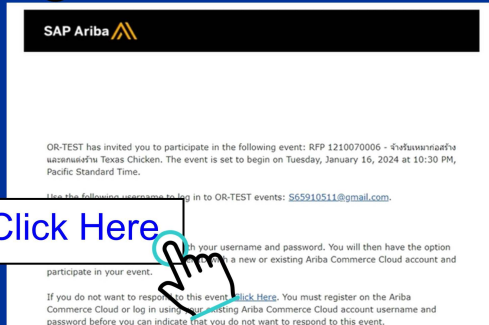 SAP Ariba
OR-TEST has invited you to participate in the following event: RFP 1210070006 - จ้างรับเหมาก่อสร้าง
และตกแต่งร้าน Texas Chicken. The event is set to begin on Tuesday, January 16, 2024 at 10:30 PM,
Pacific Standard Time.
Use the following username to log in to OR-TEST events: S65910511@gmail.com.
Click Here
your username and password. You will then have the option
with a new or existing Ariba Commerce Cloud account and
participate in your event.
If you do not want to respond to this event, Click Here. You must register on the Ariba
Commerce Cloud or log in using your existing Ariba Commerce Cloud account username and
password before you can indicate that you do not want to respond to this event.